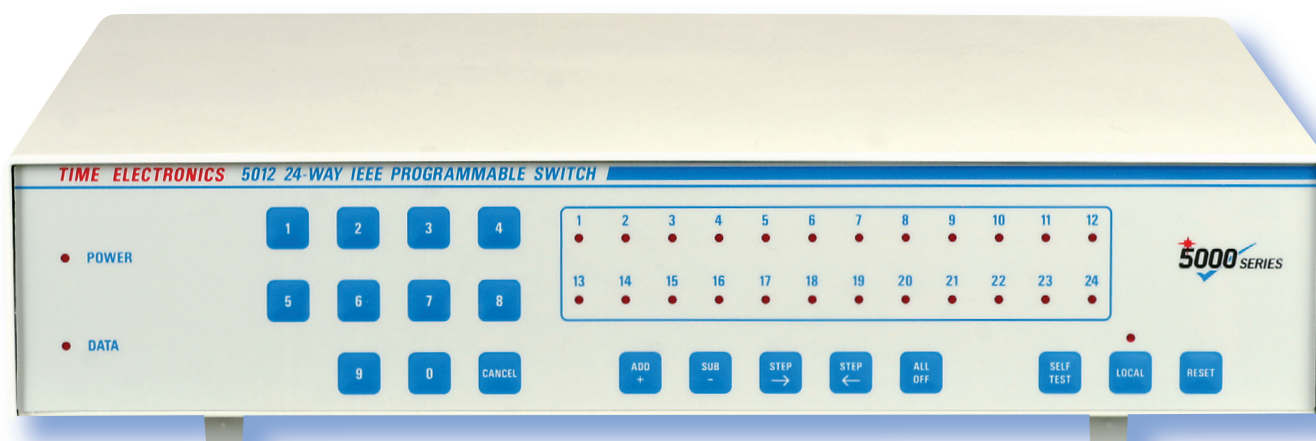 TIME ELECTRONICS 5012 24-WAY IEEE PROGRAMMABLE SWITCH
POWER
DATA
1 2 3 4
5 6 7 8
9 0 CANCEL
1 2 3 4 5 6 7 8 9 10 11 12
13 14 15 16 17 18 19 20 21 22 23 24
5000 SERIES
ADD
+
SUB
-
STEP
→
STEP
←
ALL
OFF
SELF
TEST
LOCAL
RESET